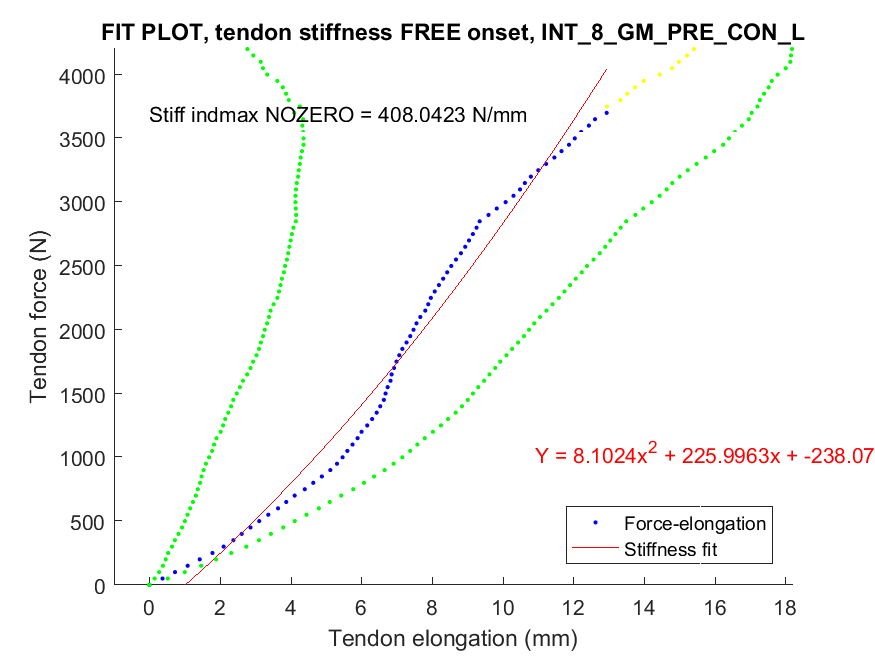 FIT PLOT, tendon stiffness FREE onset, INT_8_GM_PRE_CON_L
Stiff indmax NOZERO = 408.0423 N/mm
4000
3500
3000
2500
2000
1500
1000
500
0
Tendon force (N)
Y = 8.1024x² + 225.9963x + -238.07
Force-elongation
Stiffness fit
0 2 4 6 8 10 12 14 16 18
Tendon elongation (mm)